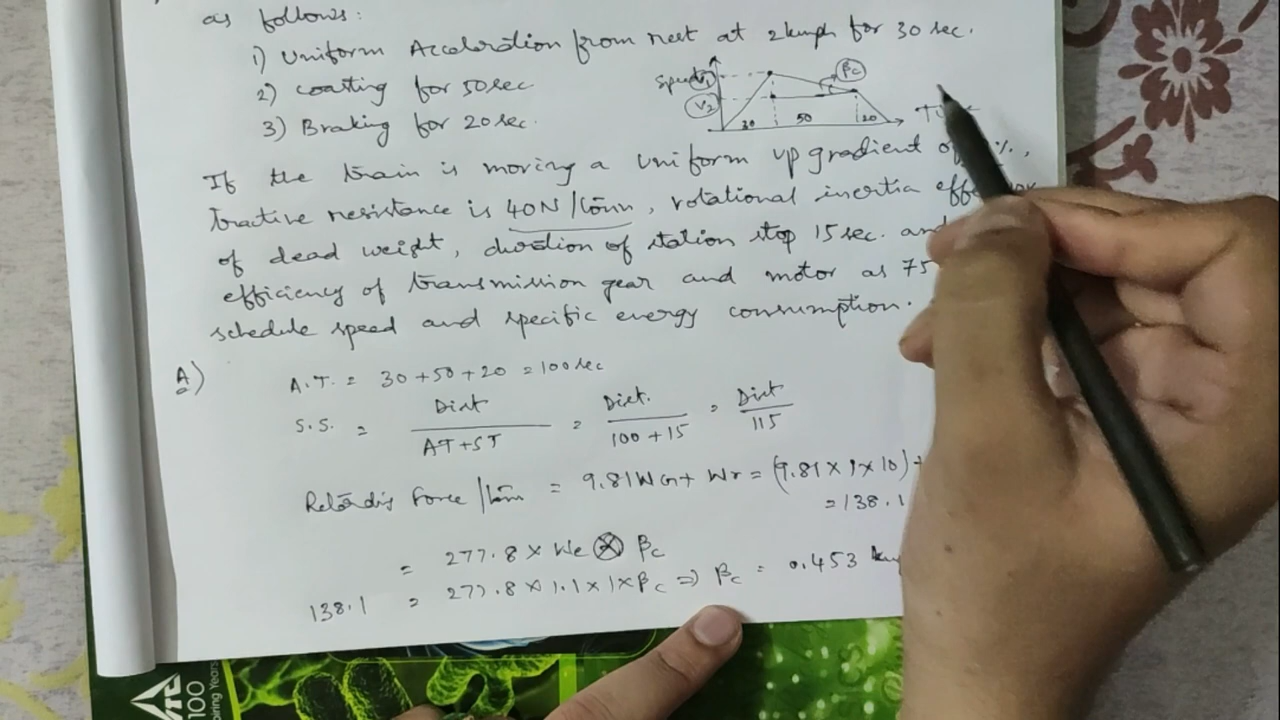 as follows:
1) Uniform Acceleration from rest at 2kmph for 30 sec.
2) coasting for 50sec
3) Braking for 20sec.
Speed V1
V2
βc
30 50 20
If the train is moving a uniform up gradient of %,
tractive resistance is 40N/tonn, rotational inertia
of dead weight, duration of station stop 15 sec. and
efficiency of transmission gear and motor as 75
schedule speed and specific energy consumption.
A)
A.T. = 30+50+20 = 100sec
S.S. = Dist / AT+ST = Dist. / 100+15 = Dist / 115
Retarding Force /tonn = 9.81WG + Wr = (9.81×1×10)+
= 138.1
= 277.8 × We ⊗ βc
138.1 = 277.8×1.1×1×βc ⇒ βc = 0.453
100